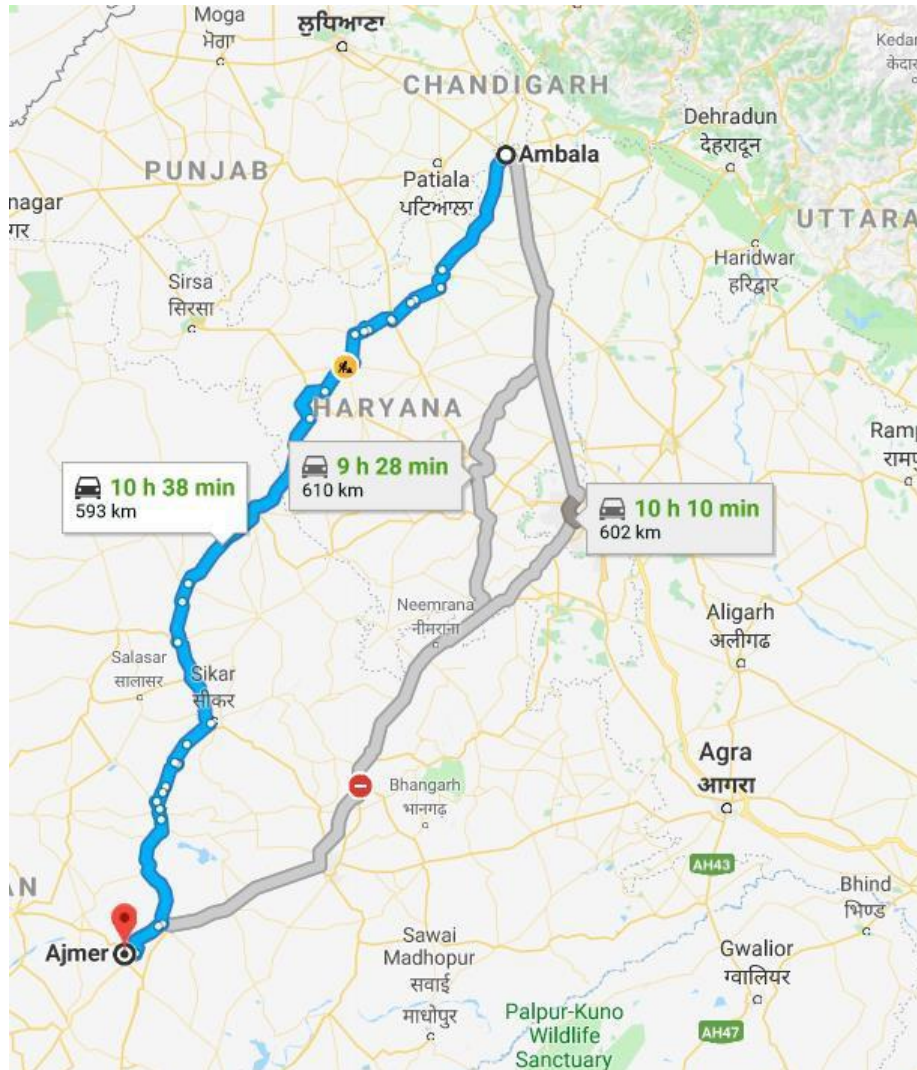 Moga
ਮੋਗਾ
ਲੁਧਿਆਣਾ
Kedar
केदार
CHANDIGARH
Dehradun
देहरादून
Ambala
PUNJAB
Patiala
ਪਟਿਆਲਾ
nagar
गर
UTTARA
Haridwar
हरिद्वार
Sirsa
सिरसा
HARYANA
Ramp
रामपु
9 h 28 min
610 km
10 h 38 min
593 km
10 h 10 min
602 km
Neemrana
नीमराना
Aligarh
अलीगढ
Salasar
सालासर
Sikar
सीकर
Agra
आगरा
Bhangarh
भानगढ़
AH43
AN
Bhind
भिण्ड
Ajmer
Sawai
Madhopur
सवाई
माधोपुर
Gwalior
ग्वालियर
Palpur-Kuno
Wildlife
Sanctuary
AH47